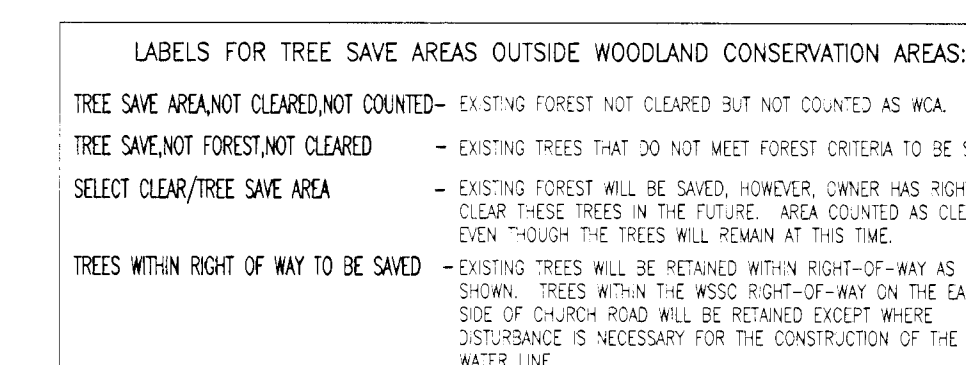 LABELS FOR TREE SAVE AREAS OUTSIDE WOODLAND CONSERVATION AREAS:
TREE SAVE AREA,NOT CLEARED,NOT COUNTED- EXISTING FOREST NOT CLEARED BUT NOT COUNTED AS WCA.
TREE SAVE,NOT FOREST,NOT CLEARED - EXISTING TREES THAT DO NOT MEET FOREST CRITERIA TO BE
SELECT CLEAR/TREE SAVE AREA - EXISTING FOREST WILL BE SAVED, HOWEVER, OWNER HAS
CLEAR THESE TREES IN THE FUTURE. AREA COUNTED AS
EVEN THOUGH THE TREES WILL REMAIN AT THIS TIME.
TREES WITHIN RIGHT OF WAY TO BE SAVED - EXISTING TREES WILL BE RETAINED WITHIN RIGHT-OF-WAY AS
SHOWN. TREES WITHIN THE WSSC RIGHT-OF-WAY ON THE
SIDE OF CHURCH ROAD WILL BE RETAINED EXCEPT WHERE
DISTURBANCE IS NECESSARY FOR THE CONSTRUCTION OF THE
WATER LINE